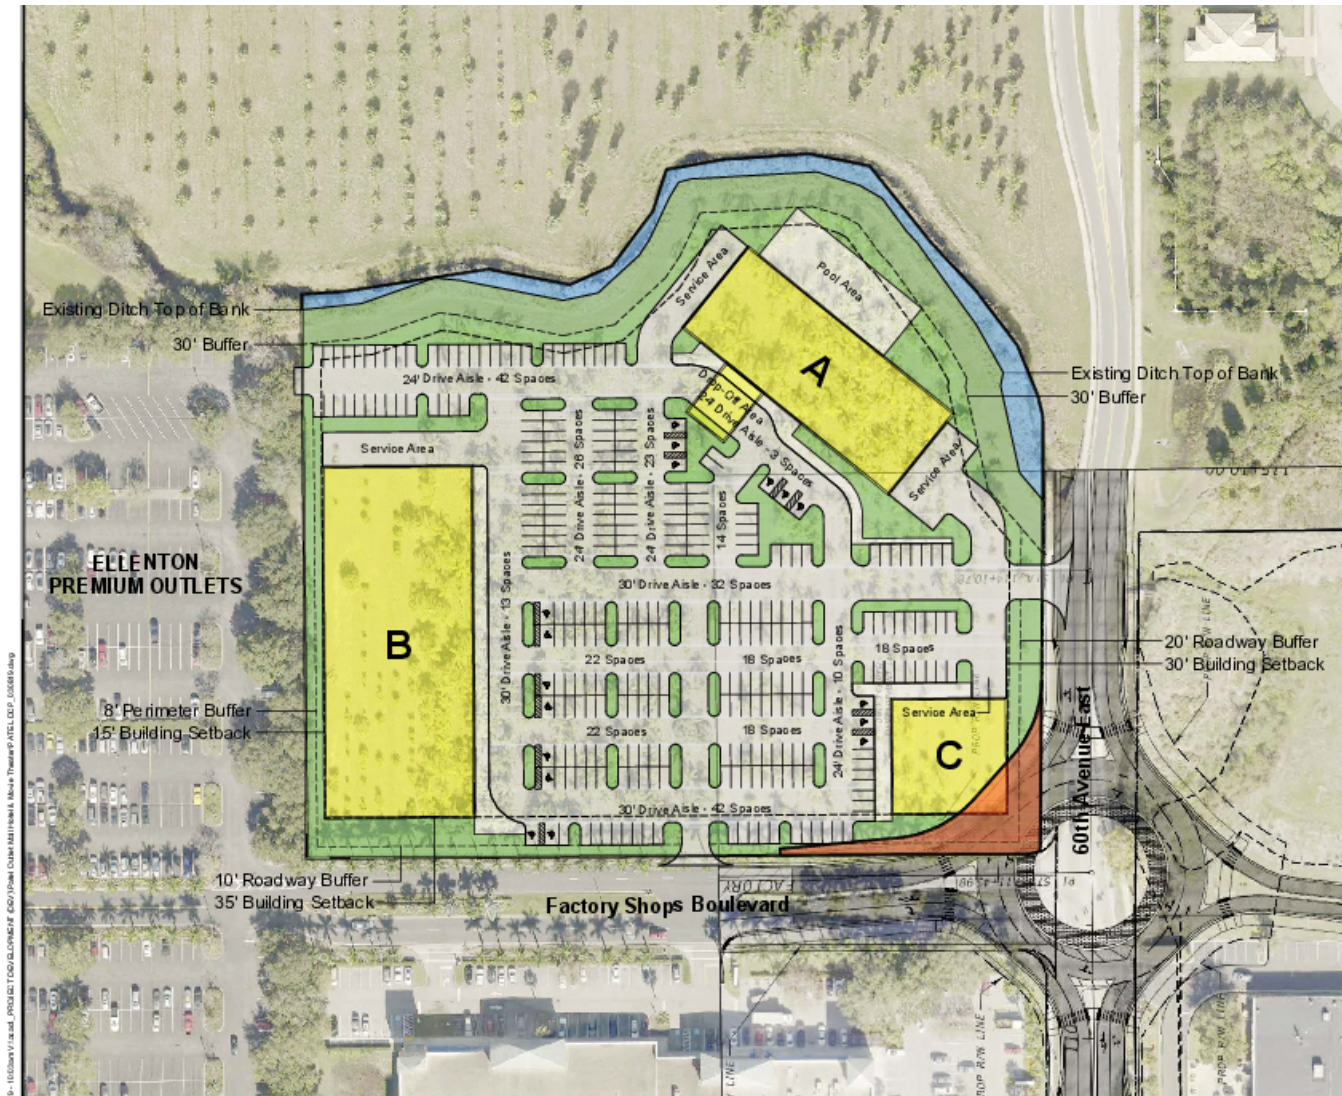 Existing Ditch Top of Bank
30' Buffer
Service Area
Pool Area
A
Drop-Off Area
24' Drive Aisle - 3 Spaces
Service Area
Existing Ditch Top of Bank
30' Buffer
24' Drive Aisle - 42 Spaces
Service Area
24' Drive Aisle - 26 Spaces
24' Drive Aisle - 23 Spaces
14 Spaces
ELLENTON
PREMIUM OUTLETS
B
30' Drive Aisle - 13 Spaces
30' Drive Aisle - 32 Spaces
22 Spaces
18 Spaces
18 Spaces
24' Drive Aisle - 10 Spaces
20' Roadway Buffer
30' Building Setback
8' Perimeter Buffer
15' Building Setback
22 Spaces
18 Spaces
Service Area
C
60th Avenue East
30' Drive Aisle - 42 Spaces
10' Roadway Buffer
35' Building Setback
Factory Shops Boulevard
FACTORY
PROP R/W LINE
LINE